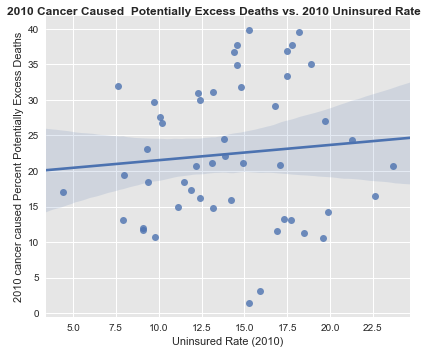 2010 Cancer Caused  Potentially Excess Deaths vs. 2010 Uninsured Rate
2010 cancer caused Percent Potentially Excess Deaths
40
35
30
25
20
15
10
5
0
5.0 7.5 10.0 12.5 15.0 17.5 20.0 22.5
Uninsured Rate (2010)